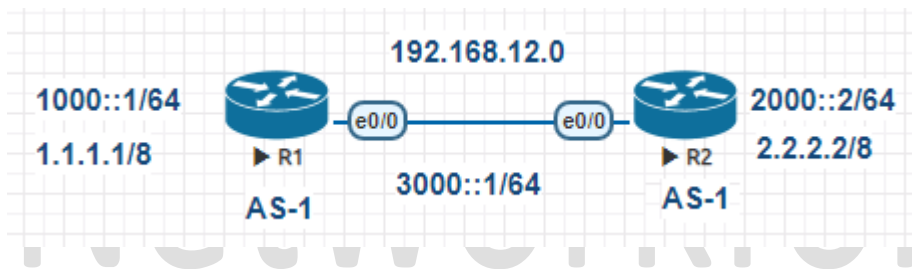 192.168.12.0
1000::1/64
2000::2/64
e0/0
e0/0
1.1.1.1/8
R1
R2
2.2.2.2/8
3000::1/64
AS-1
AS-1